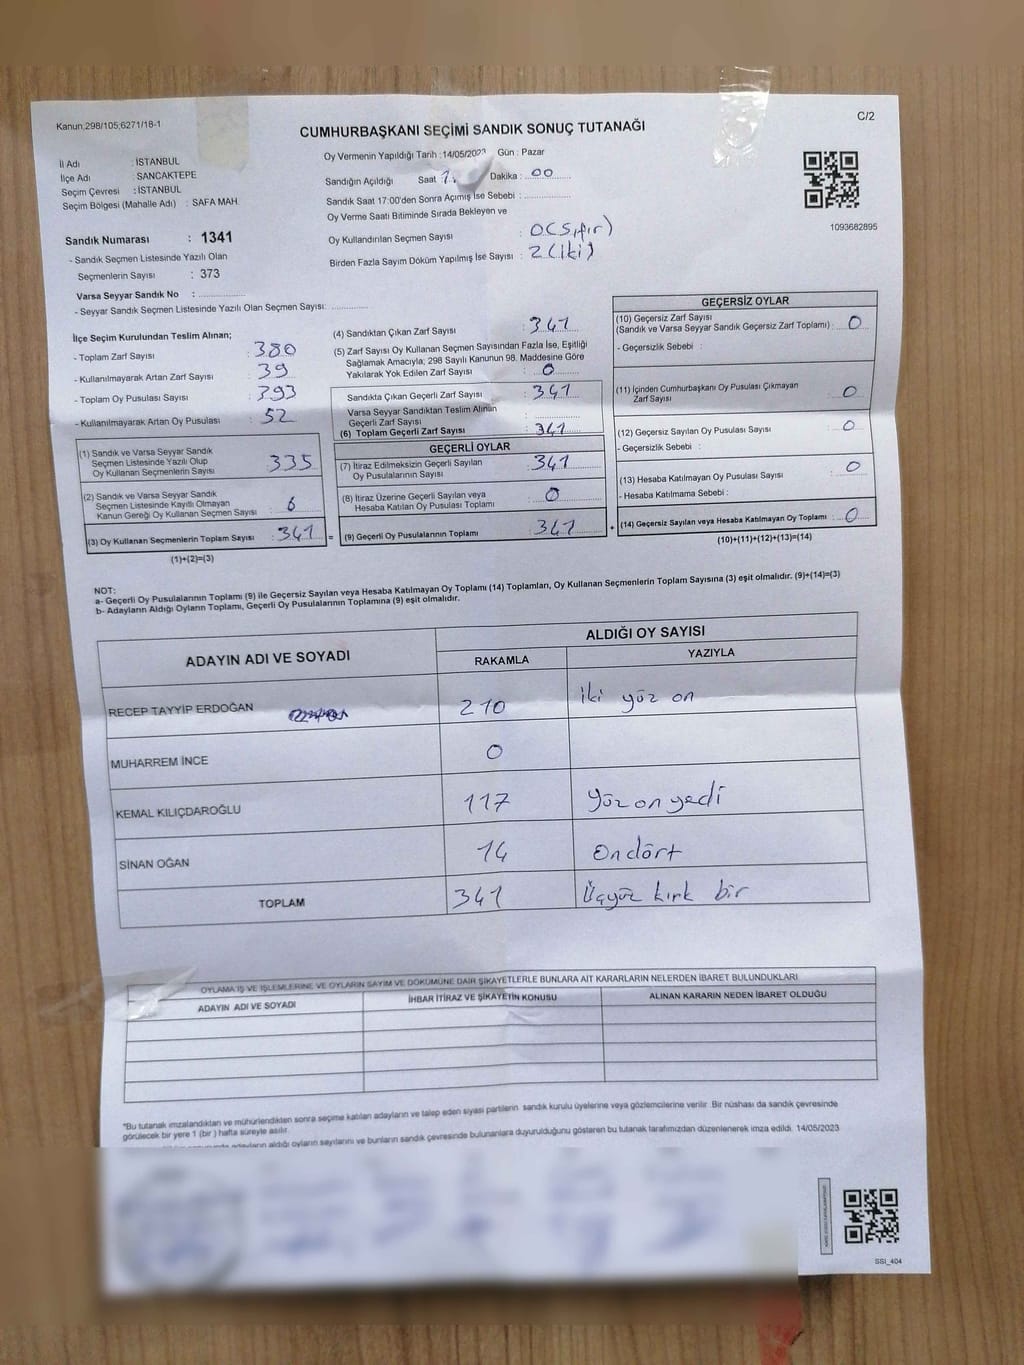 Kanun;298/105;6271/18-1
C/2
CUMHURBAŞKANI SEÇİMİ SANDIK SONUÇ TUTANAĞI
İl Adı : İSTANBUL
İlçe Adı : SANCAKTEPE
Seçim Çevresi : İSTANBUL
Seçim Bölgesi (Mahalle Adı) : SAFA MAH.
Oy Vermenin Yapıldığı Tarih :14/05/2023 Gün : Pazar
Sandığın Açıldığı Saat Dakika : 00
Sandık Saat 17:00'den Sonra Açımış İse Sebebi :
Oy Verme Saati Bitiminde Sırada Bekleyen ve
Oy Kullandırılan Seçmen Sayısı : 0(Sıfır)
Birden Fazla Sayım Döküm Yapılmış İse Sayısı : 2(iki)
1093682895
Sandık Numarası : 1341
- Sandık Seçmen Listesinde Yazılı Olan
Seçmenlerin Sayısı : 373
Varsa Seyyar Sandık No :
- Seyyar Sandık Seçmen Listesinde Yazılı Olan Seçmen Sayısı:
İlçe Seçim Kurulundan Teslim Alınan;
- Toplam Zarf Sayısı : 380
- Kullanılmayarak Artan Zarf Sayısı : 39
- Toplam Oy Pusulası Sayısı : 393
- Kullanılmayarak Artan Oy Pusulası : 52
(1) Sandık ve Varsa Seyyar Sandık
Seçmen Listesinde Yazılı Olup
Oy Kullanan Seçmenlerin Sayısı : 335
(2) Sandık ve Varsa Seyyar Sandık
Seçmen Listesinde Kayıtlı Olmayan
Kanun Gereği Oy Kullanan Seçmen Sayısı : 6
(3) Oy Kullanan Seçmenlerin Toplam Sayısı : 341 =
(1)+(2)=(3)
(4) Sandıktan Çıkan Zarf Sayısı : 341
(5) Zarf Sayısı Oy Kullanan Seçmen Sayısından Fazla İse, Eşitliği
Sağlamak Amacıyla; 298 Sayılı Kanunun 98. Maddesine Göre
Yakılarak Yok Edilen Zarf Sayısı : 0
Sandıkta Çıkan Geçerli Zarf Sayısı : 341
Varsa Seyyar Sandıktan Teslim Alınan
Geçerli Zarf Sayısı :
(6) Toplam Geçerli Zarf Sayısı : 341
GEÇERLİ OYLAR
(7) İtiraz Edilmeksizin Geçerli Sayılan
Oy Pusulalarının Sayısı : 341
(8) İtiraz Üzerine Geçerli Sayılan veya
Hesaba Katılan Oy Pusulası Toplamı : 0
(9) Geçerli Oy Pusulalarının Toplamı : 341 +
GEÇERSİZ OYLAR
(10) Geçersiz Zarf Sayısı
(Sandık ve Varsa Seyyar Sandık Geçersiz Zarf Toplamı) : 0
- Geçersizlik Sebebi :
(11) İçinden Cumhurbaşkanı Oy Pusulası Çıkmayan
Zarf Sayısı : 0
(12) Geçersiz Sayılan Oy Pusulası Sayısı : 0
- Geçersizlik Sebebi :
(13) Hesaba Katılmayan Oy Pusulası Sayısı : 0
- Hesaba Katılmama Sebebi :
(14) Geçersiz Sayılan veya Hesaba Katılmayan Oy Toplamı : 0
(10)+(11)+(12)+(13)=(14)
NOT:
a- Geçerli Oy Pusulalarının Toplamı (9) ile Geçersiz Sayılan veya Hesaba Katılmayan Oy Toplamı (14) Toplamları, Oy Kullanan Seçmenlerin Toplam Sayısına (3) eşit olmalıdır. (9)+(14)=(3)
b- Adayların Aldığı Oyların Toplamı, Geçerli Oy Pusulalarının Toplamına (9) eşit olmalıdır.
ADAYIN ADI VE SOYADI
ALDIĞI OY SAYISI
RAKAMLA YAZIYLA
RECEP TAYYİP ERDOĞAN 210 iki yüz on
MUHARREM İNCE 0
KEMAL KILIÇDAROĞLU 117 yüz on yedi
SİNAN OĞAN 14 Ondört
TOPLAM 341 Üçyüz kırk bir
OYLAMA İŞ VE İŞLEMLERİNE VE OYLARIN SAYIM VE DÖKÜMÜNE DAİR ŞİKAYETLERLE BUNLARA AİT KARARLARIN NELERDEN İBARET BULUNDUKLARI
ADAYIN ADI VE SOYADI İHBAR İTİRAZ VE ŞİKAYETİN KONUSU ALINAN KARARIN NEDEN İBARET OLDUĞU
*Bu tutanak imzalandıktan ve mühürlendikten sonra seçime katılan adayların ve talep eden siyasi partilerin sandık kurulu üyelerine veya gözlemcilerine verilir. Bir nüshası da sandık çevresinde
görülecek bir yere 1 (bir ) hafta süreyle asılır.
adayların aldığı oyların sayılarını ve bunların sandık çevresinde bulunanlara duyurulduğunu gösteren bu tutanak tarafımızdan düzenlenerek imza edildi. 14/05/2023
SSI_404